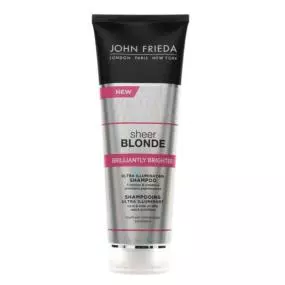 JOHN FRIEDA
LONDON PARIS NEW YORK
NEW
sheer
BLONDE
BRILLIANTLY BRIGHTER
ULTRA ILLUMINATING
SHAMPOO
SHAMPOOING
ULTRA ILLUMINANT